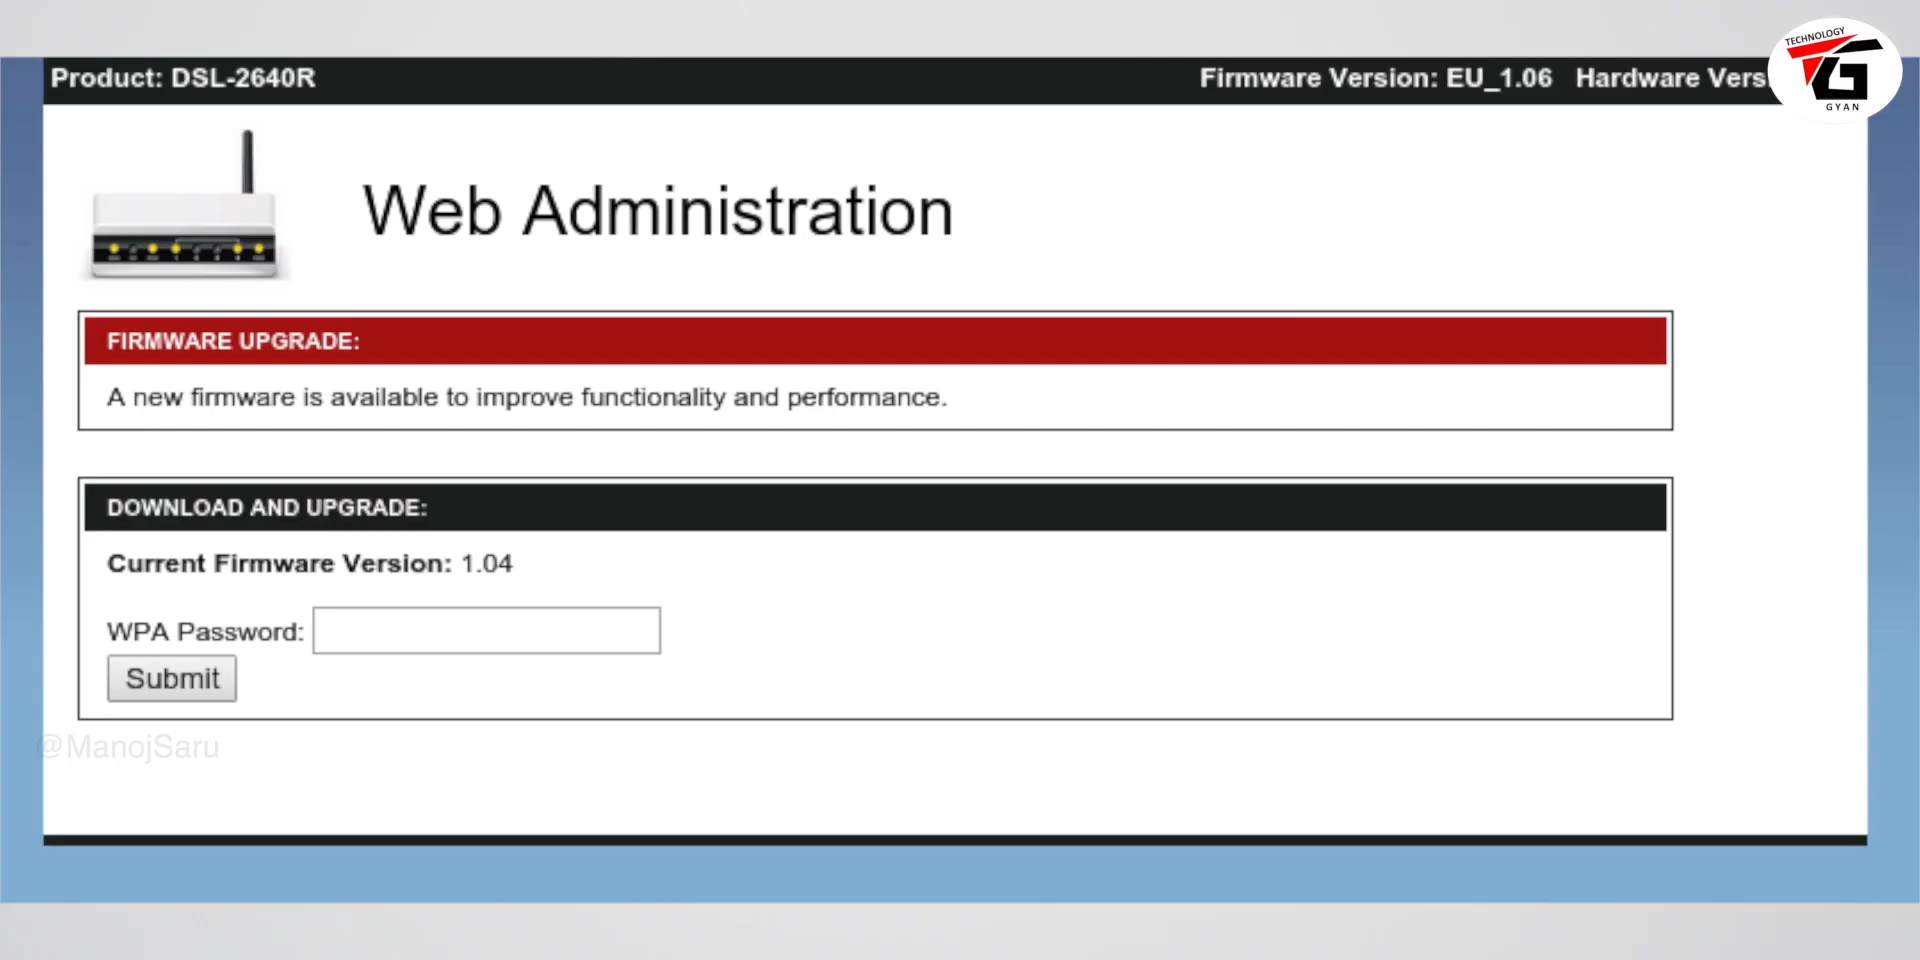 Product: DSL-2640R
Firmware Version: EU_1.06 Hardware Vers
TECHNOLOGY
GYAN
Web Administration
FIRMWARE UPGRADE:
A new firmware is available to improve functionality and performance.
DOWNLOAD AND UPGRADE:
Current Firmware Version: 1.04
WPA Password:
Submit
@ManojSaru